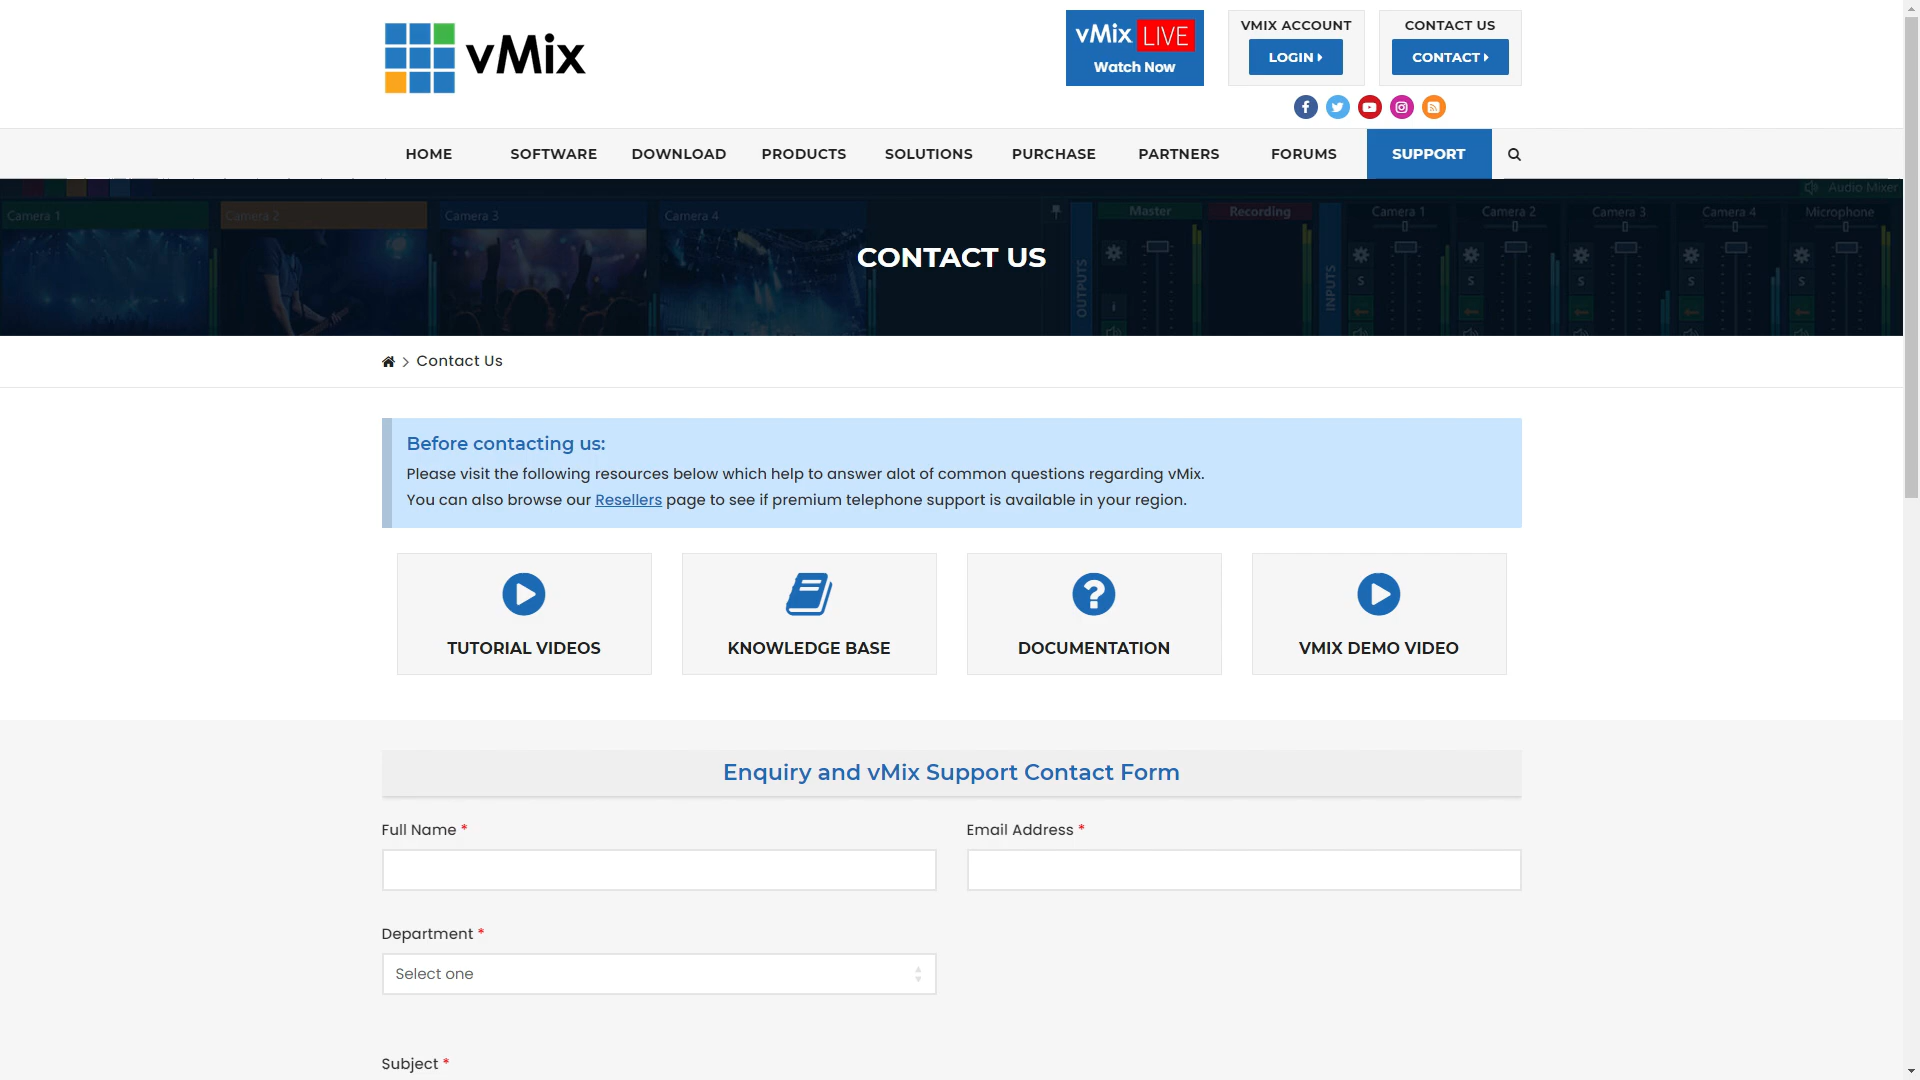 vMix
vMix LIVE
Watch Now
VMIX ACCOUNT
LOGIN
CONTACT US
CONTACT
HOME
SOFTWARE
DOWNLOAD
PRODUCTS
SOLUTIONS
PURCHASE
PARTNERS
FORUMS
SUPPORT
Audio Mixer
Camera 1
Camera 2
Camera 3
Camera 4
Master
Recording
Camera 1
Camera 2
Camera 3
Camera 4
Microphone
OUTPUTS
INPUTS
S
S
S
S
S
CONTACT US
Contact Us
Before contacting us:
Please visit the following resources below which help to answer alot of common questions regarding vMix.
You can also browse our Resellers page to see if premium telephone support is available in your region.
TUTORIAL VIDEOS
KNOWLEDGE BASE
DOCUMENTATION
VMIX DEMO VIDEO
Enquiry and vMix Support Contact Form
Full Name *
Email Address *
Department *
Select one
Subject *